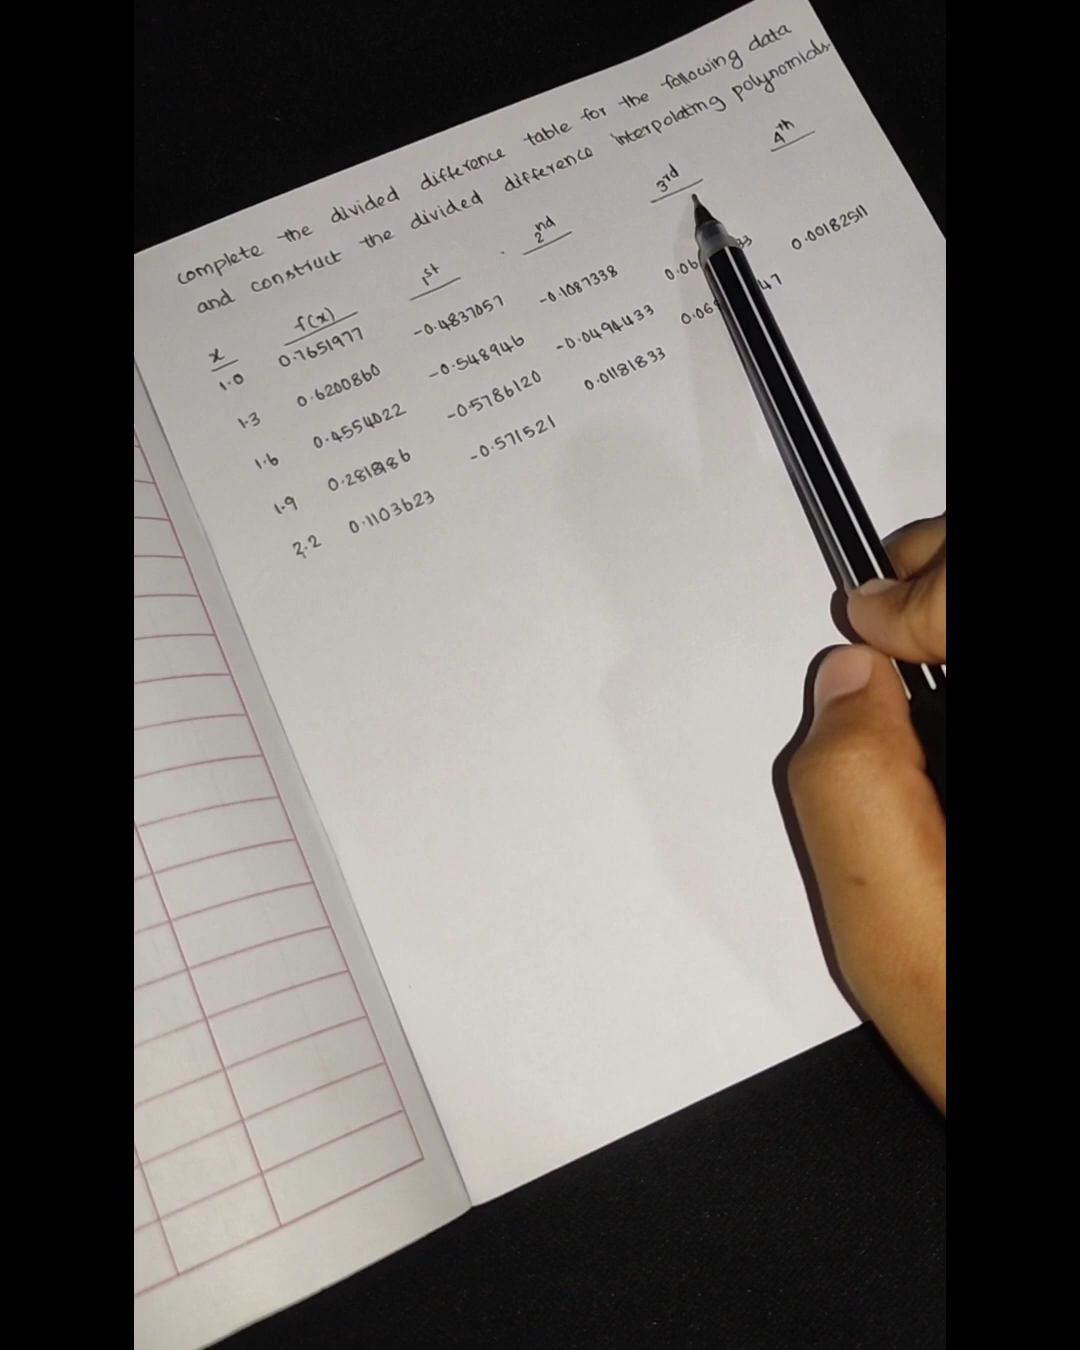 complete the divided difference table for the following data
and construct the divided difference interpolating polynomials.
x f(x) 1st 2nd 3rd 4th
1.0 0.7651977 -0.4837057 -0.1087338 0.00182511
1.3 0.6200860 -0.548946 -0.0494433
1.6 0.4554022 -0.5786120 0.01181833
1.9 0.2818186 -0.571521
2.2 0.1103623